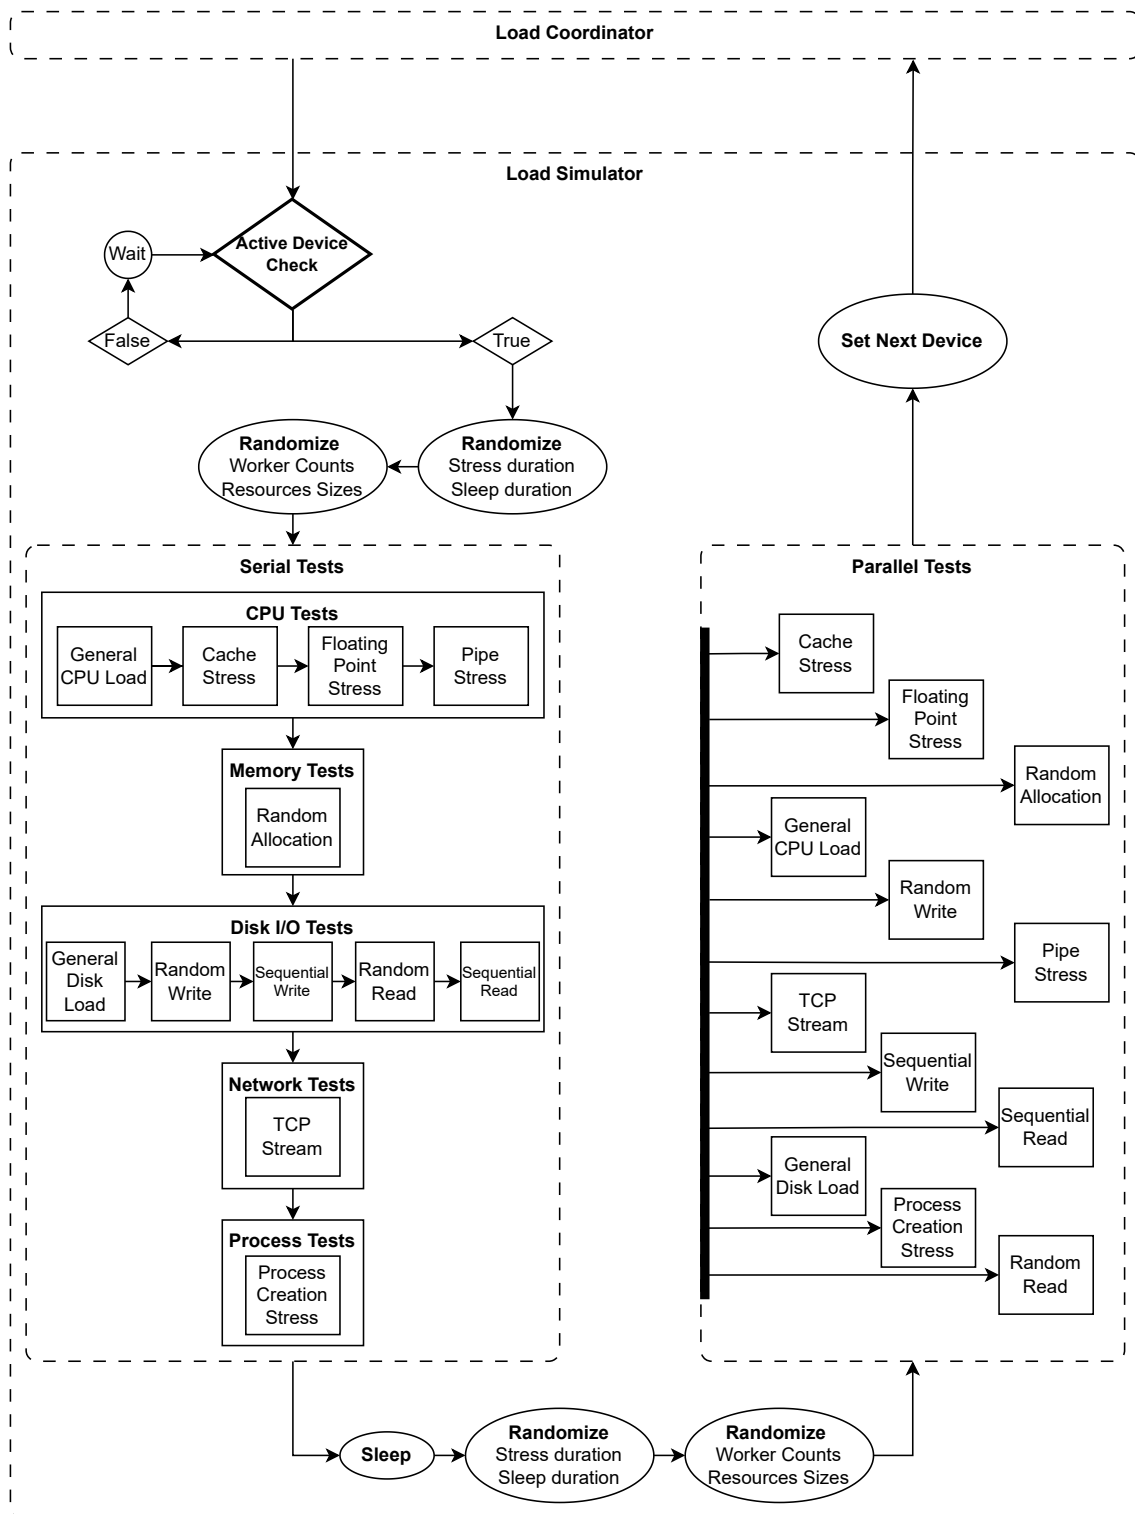 Load Coordinator
Load Simulator
Active Device
Check
Wait
False
True
Set Next Device
Randomize
Worker Counts
Resources Sizes
Randomize
Stress duration
Sleep duration
Serial Tests
CPU Tests
General
CPU Load
Cache
Stress
Floating
Point
Stress
Pipe
Stress
Memory Tests
Random
Allocation
Disk I/O Tests
General
Disk
Load
Random
Write
Sequential
Write
Random
Read
Sequential
Read
Network Tests
TCP
Stream
Process Tests
Process
Creation
Stress
Parallel Tests
Cache
Stress
Floating
Point
Stress
Random
Allocation
General
CPU Load
Random
Write
Pipe
Stress
TCP
Stream
Sequential
Write
Sequential
Read
General
Disk Load
Process
Creation
Stress
Random
Read
Sleep
Randomize
Stress duration
Sleep duration
Randomize
Worker Counts
Resources Sizes